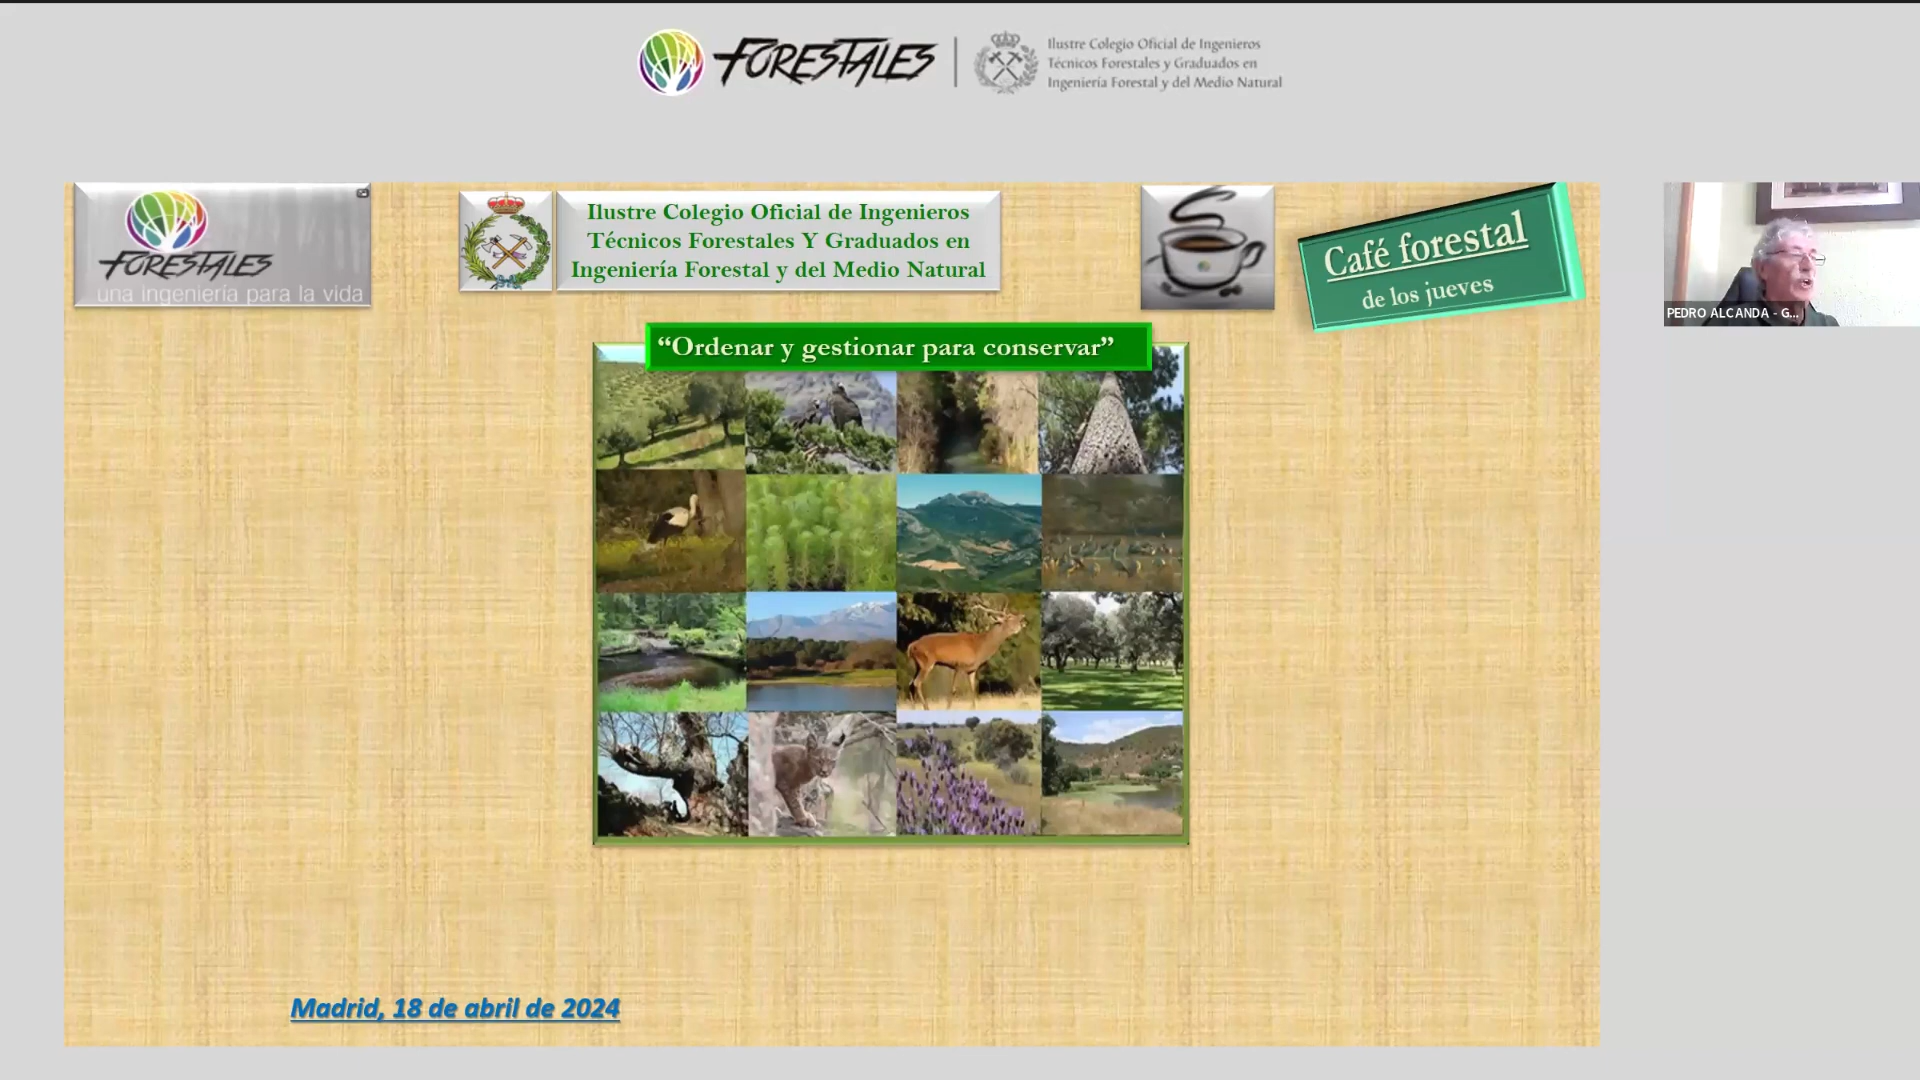 FORESTALES
Ilustre Colegio Oficial de Ingenieros
Técnicos Forestales y Graduados en
Ingeniería Forestal y del Medio Natural
FORESTALES
una ingeniería para la vida
Ilustre Colegio Oficial de Ingenieros
Técnicos Forestales Y Graduados en
Ingeniería Forestal y del Medio Natural
Café forestal
de los jueves
PEDRO ALCANDA - G...
“Ordenar y gestionar para conservar”
Madrid, 18 de abril de 2024